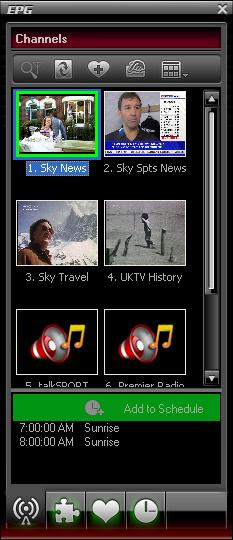 EPG
Channels
1. Sky News
2. Sky Spts News
3. Sky Travel
4. UKTV History
5. talkSPORT
6. Premier Radio
Add to Schedule
7:00:00 AM Sunrise
8:00:00 AM Sunrise